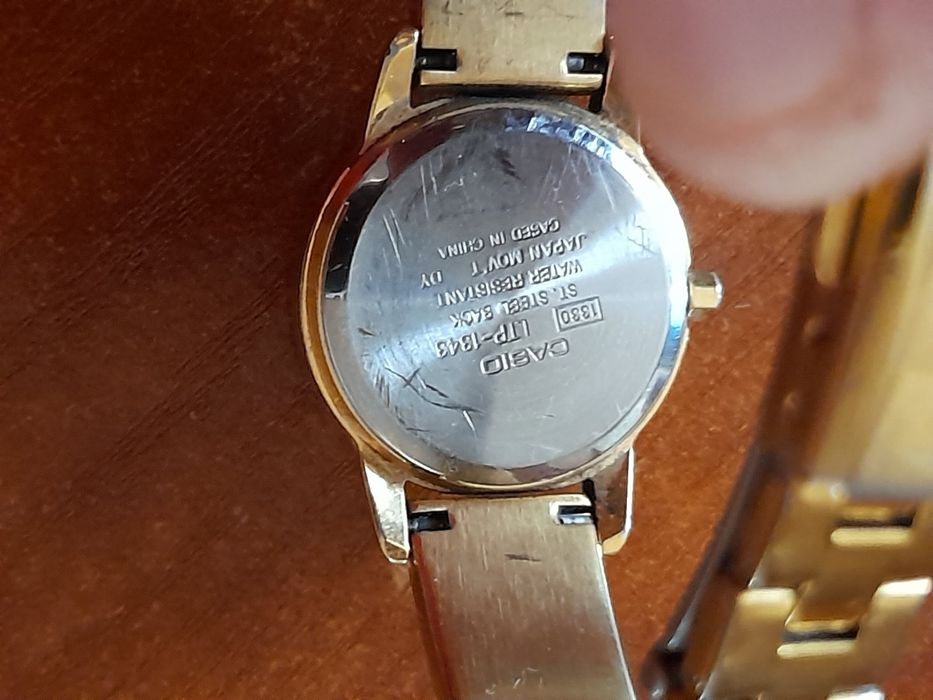 CASIO
1330 LTP-1343
ST. STEEL BACK
WATER RESISTANT
JAPAN MOV'T DY
CASED IN CHINA